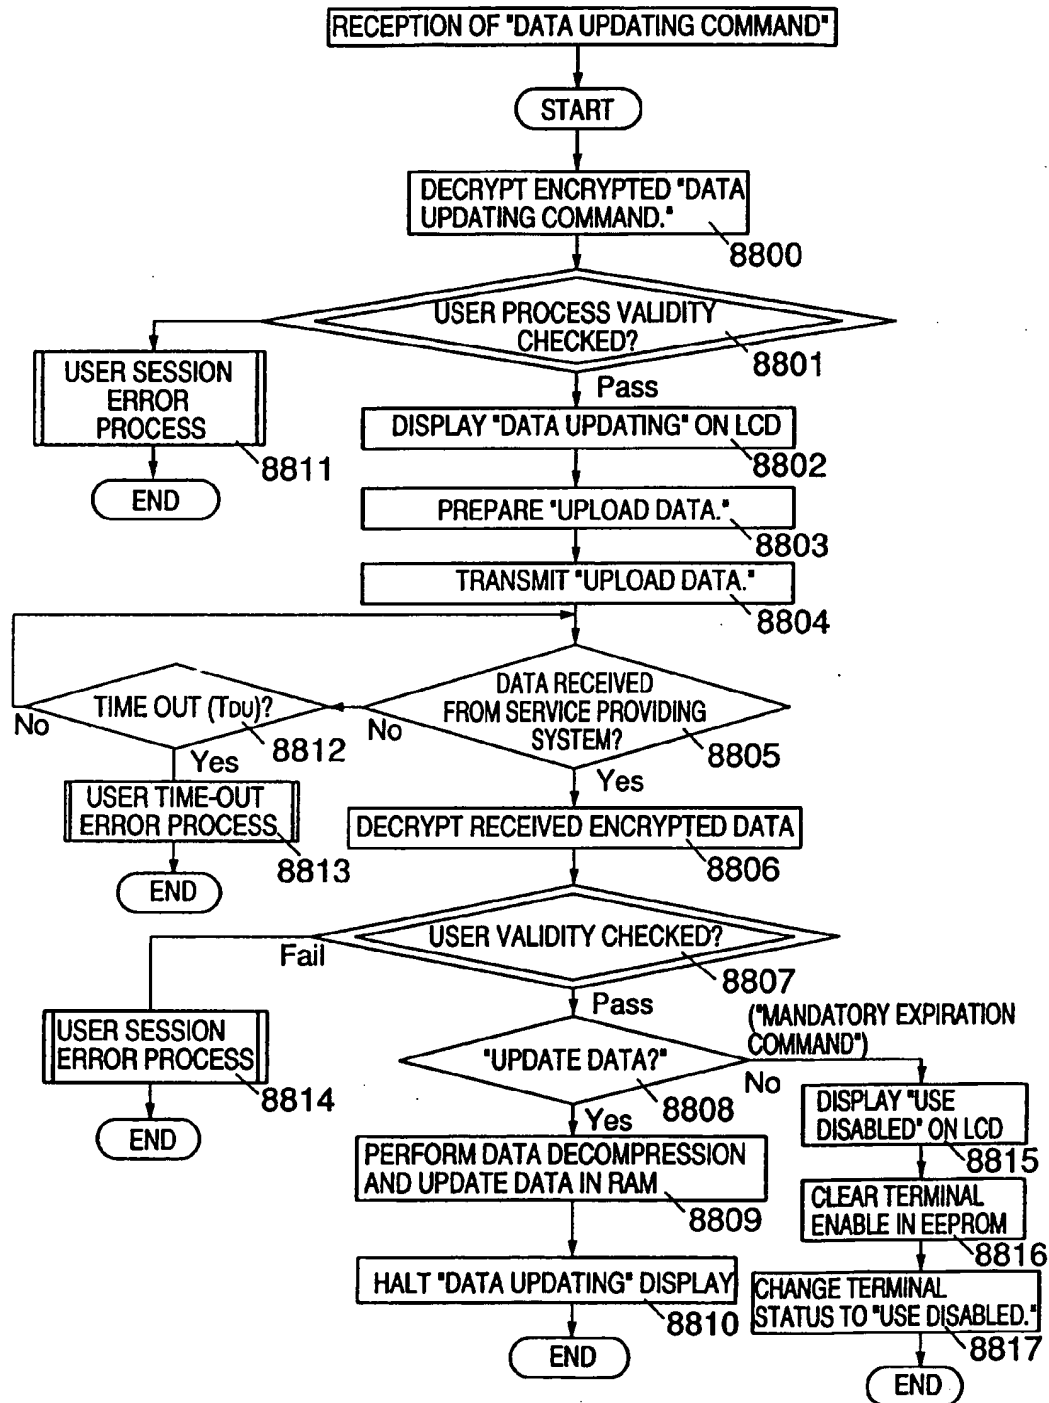 RECEPTION OF "DATA UPDATING COMMAND"
START
DECRYPT ENCRYPTED "DATA
UPDATING COMMAND."
8800
USER PROCESS VALIDITY
CHECKED?
8801
USER SESSION
ERROR
PROCESS
8811
END
Pass
DISPLAY "DATA UPDATING" ON LCD
8802
PREPARE "UPLOAD DATA."
8803
TRANSMIT "UPLOAD DATA."
8804
DATA RECEIVED
FROM SERVICE PROVIDING
SYSTEM?
8805
No
TIME OUT (TDU)?
8812
No
Yes
USER TIME-OUT
ERROR PROCESS
8813
END
Yes
DECRYPT RECEIVED ENCRYPTED DATA
8806
USER VALIDITY CHECKED?
8807
Fail
USER SESSION
ERROR PROCESS
8814
END
Pass
"UPDATE DATA?"
8808
("MANDATORY EXPIRATION
COMMAND")
No
DISPLAY "USE
DISABLED" ON LCD
8815
CLEAR TERMINAL
ENABLE IN EEPROM
8816
CHANGE TERMINAL
STATUS TO "USE DISABLED."
8817
END
Yes
PERFORM DATA DECOMPRESSION
AND UPDATE DATA IN RAM
8809
HALT "DATA UPDATING" DISPLAY
8810
END